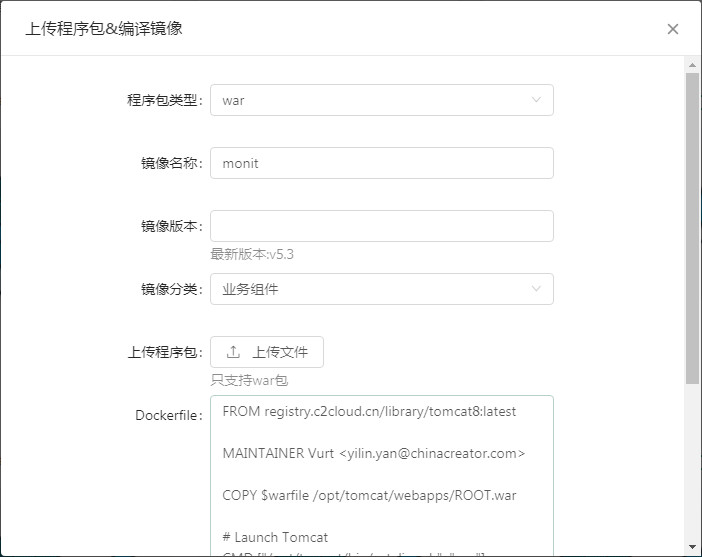 上传程序包&编译镜像
程序包类型: war
镜像名称: monit
镜像版本:
最新版本:v5.3
镜像分类: 业务组件
上传程序包: 上传文件
只支持war包
Dockerfile: FROM registry.c2cloud.cn/library/tomcat8:latest
MAINTAINER Vurt <yilin.yan@chinacreator.com>
COPY $warfile /opt/tomcat/webapps/ROOT.war
# Launch Tomcat